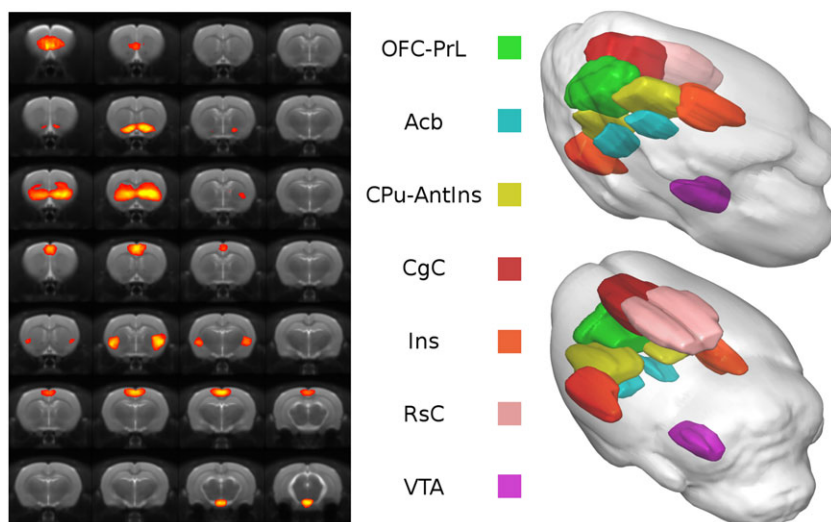 OFC-PrL
Acb
CPu-AntIns
CgC
Ins
RsC
VTA